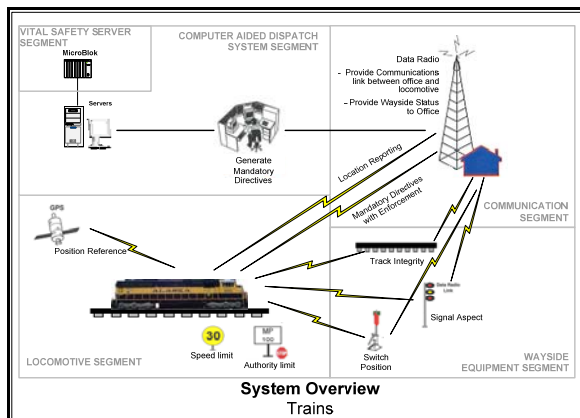 VITAL SAFETY SERVER
SEGMENT
MicroBlok
Servers
COMPUTER AIDED DISPATCH
SYSTEM SEGMENT
Generate
Mandatory
Directives
Data Radio
- Provide Communications
link between office and
locomotive
- Provide Wayside Status
to Office
Location Reporting
Mandatory Directives
with Enforcement
COMMUNICATION
SEGMENT
GPS
Position Reference
ALASKA
30
Speed limit
MP
100
STOP
Authority limit
LOCOMOTIVE SEGMENT
Track Integrity
Data Radio
Link
Signal Aspect
Switch
Position
WAYSIDE
EQUIPMENT SEGMENT
System Overview
Trains